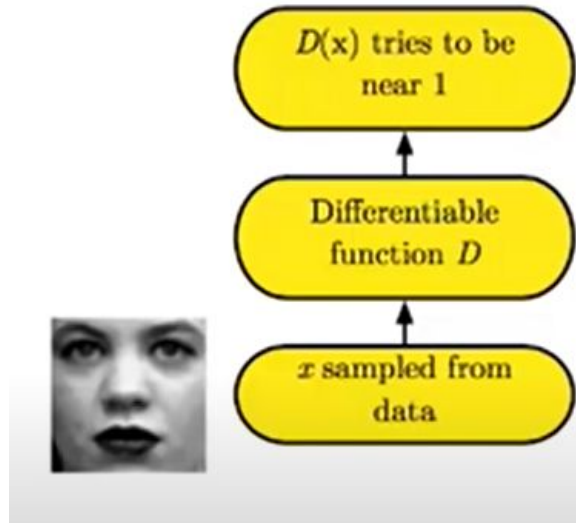 D(x) tries to be
near 1
Differentiable
function D
x sampled from
data